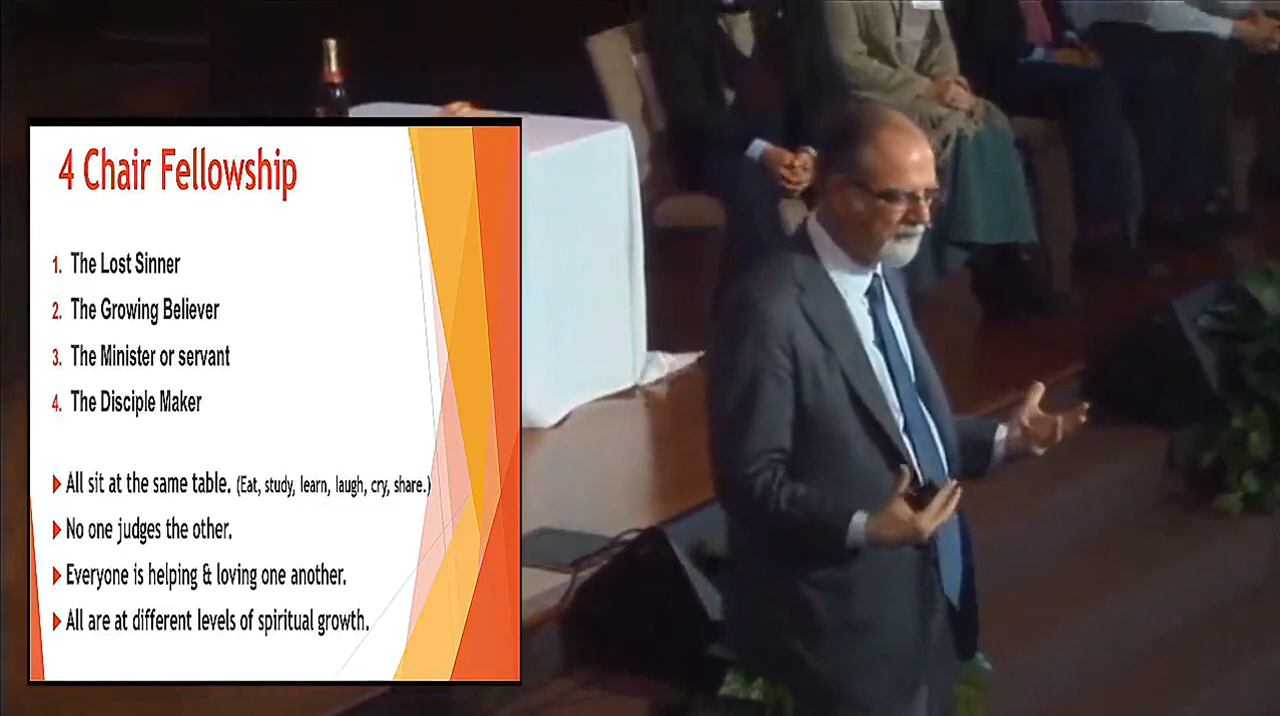 4 Chair Fellowship
1. The Lost Sinner
2. The Growing Believer
3. The Minister or servant
4. The Disciple Maker
All sit at the same table. (Eat, study, learn, laugh, cry, share.)
No one judges the other.
Everyone is helping & loving one another.
All are at different levels of spiritual growth.